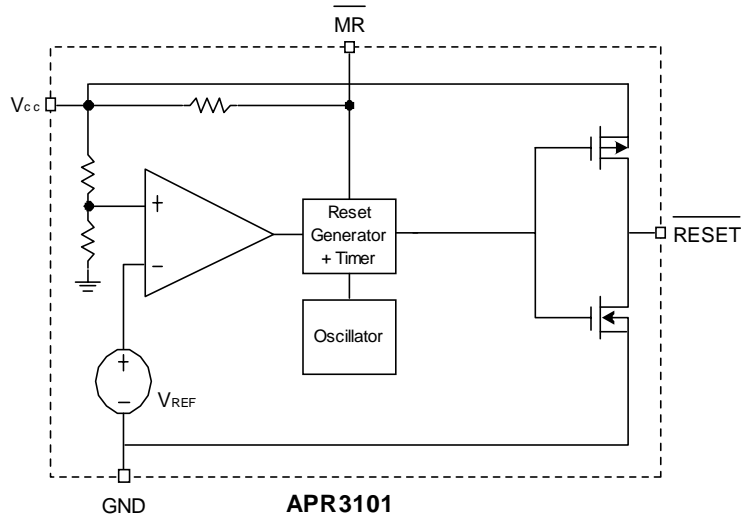 MR
Vcc
+
Reset
Generator
+ Timer
RESET
−
Oscillator
+
−
VREF
GND
APR3101